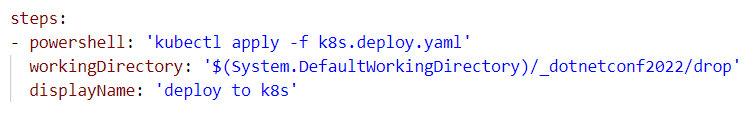 steps:
- powershell: 'kubectl apply -f k8s.deploy.yaml'
  workingDirectory: '$(System.DefaultWorkingDirectory)/_dotnetconf2022/drop'
  displayName: 'deploy to k8s'